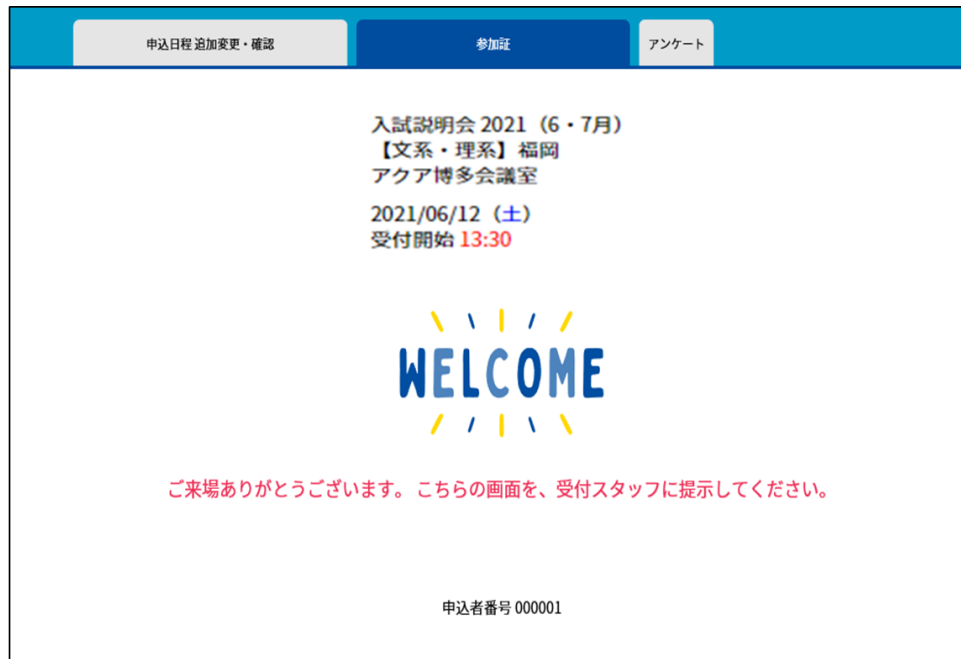 申込日程 追加変更・確認
参加証
アンケート
入試説明会 2021（6・7月）
【文系・理系】福岡
アクア博多会議室
2021/06/12（土）
受付開始 13:30
WELCOME
ご来場ありがとうございます。 こちらの画面を、受付スタッフに提示してください。
申込者番号 000001